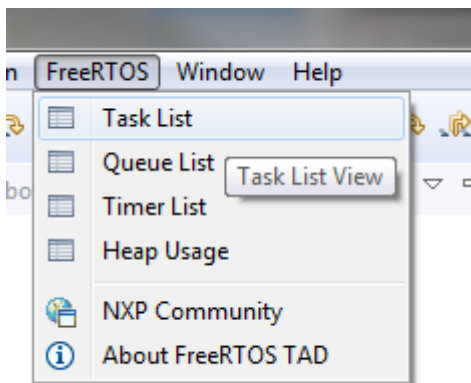 n FreeRTOS Window Help
Task List
Queue List
Task List View
Timer List
Heap Usage
NXP Community
About FreeRTOS TAD